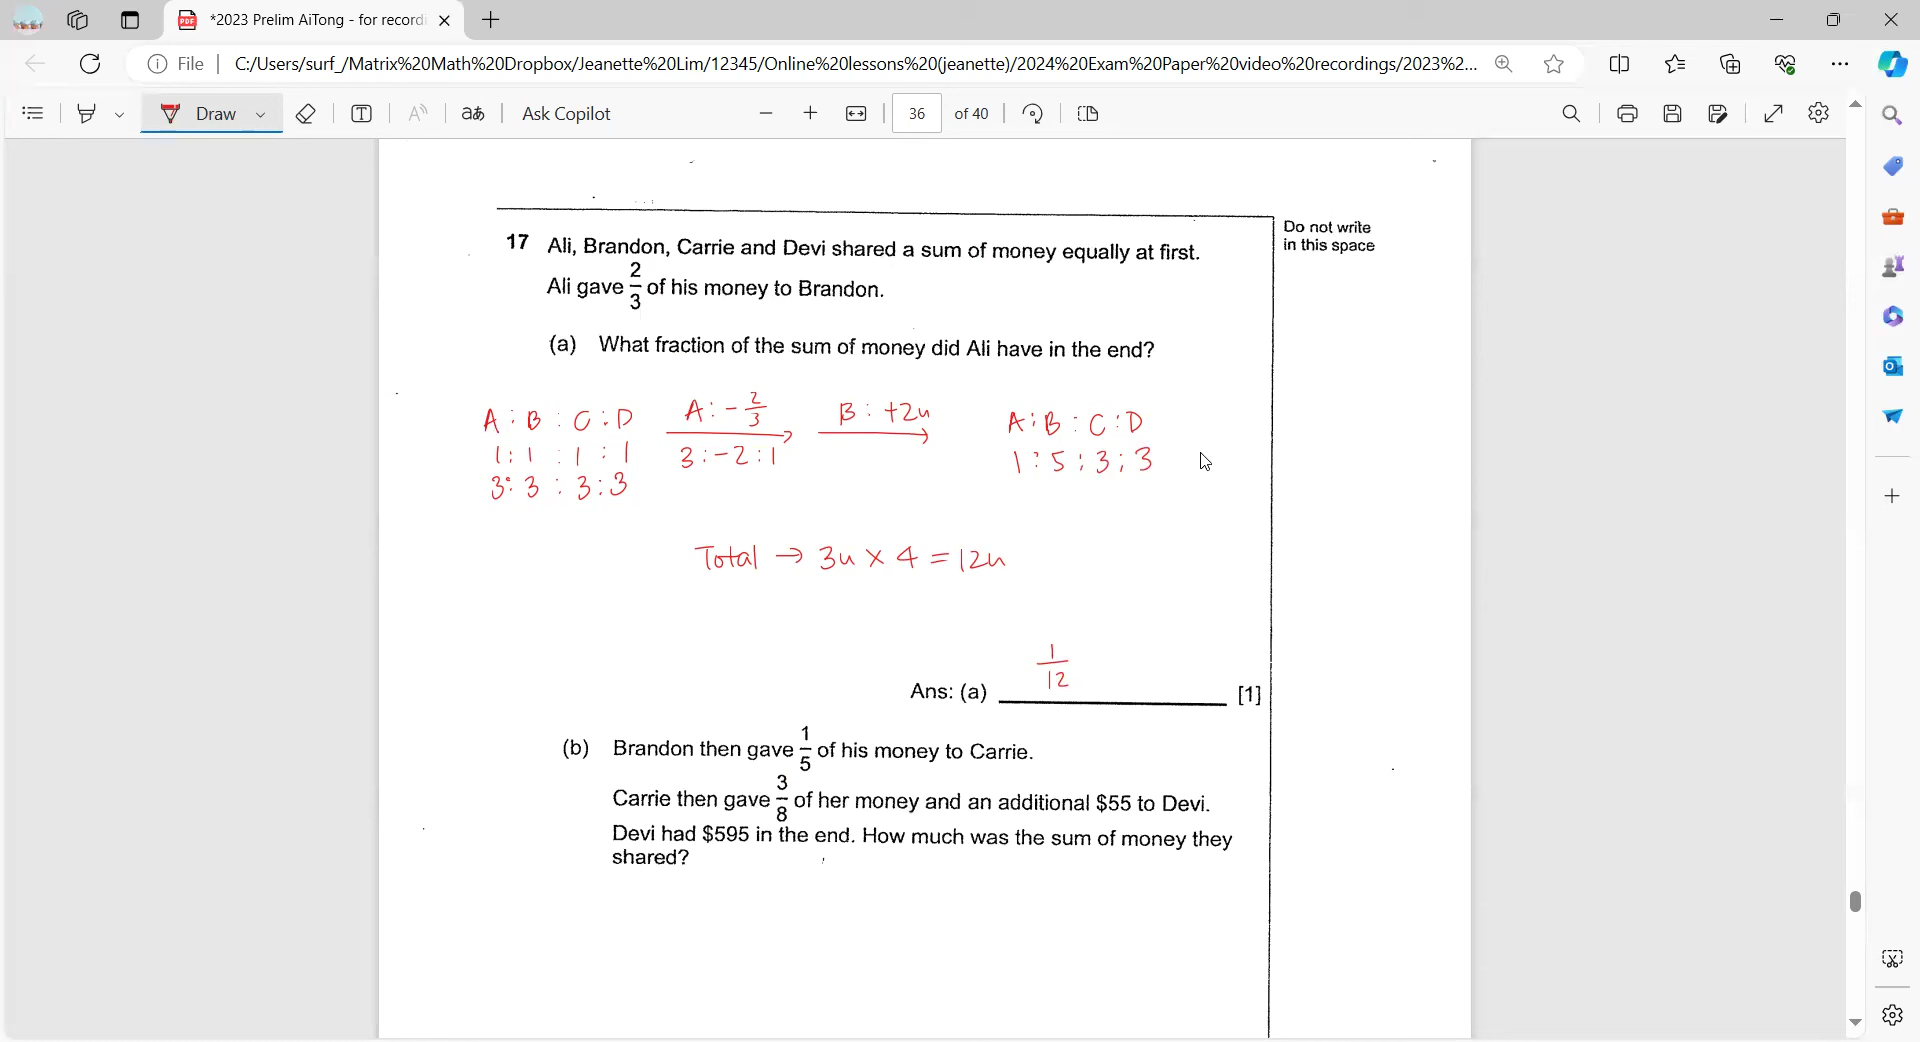 *2023 Prelim AiTong - for recordi
File
C:/Users/surf_/Matrix%20Math%20Dropbox/Jeanette%20Lim/12345/Online%20lessons%20(jeanette)/2024%20Exam%20Paper%20video%20recordings/2023%2...
Draw
Ask Copilot
36 of 40
Do not write
in this space
17 Ali, Brandon, Carrie and Devi shared a sum of money equally at first.
Ali gave 2/3 of his money to Brandon.
(a) What fraction of the sum of money did Ali have in the end?
A : B : C : D A : - 2/3 B : +2u A : B : C : D
1 : 1 : 1 : 1 3 : -2 : 1 1 : 5 : 3 : 3
3 : 3 : 3 : 3
Total → 3u × 4 = 12u
1/12
Ans: (a) [1]
(b) Brandon then gave 1/5 of his money to Carrie.
Carrie then gave 3/8 of her money and an additional $55 to Devi.
Devi had $595 in the end. How much was the sum of money they
shared?